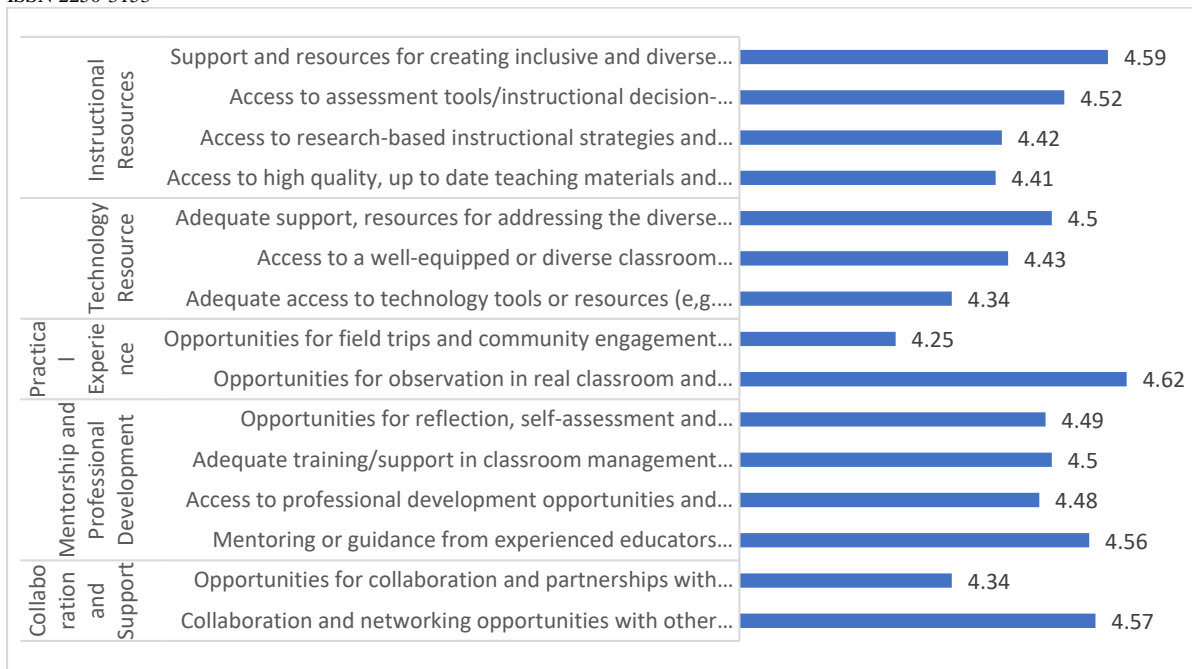 ISSN 2250-3153
Instructional
Resources
Support and resources for creating inclusive and diverse... 4.59
Access to assessment tools/instructional decision-... 4.52
Access to research-based instructional strategies and... 4.42
Access to high quality, up to date teaching materials and... 4.41
Technology
Resource
Adequate support, resources for addressing the diverse... 4.5
Access to a well-equipped or diverse classroom... 4.43
Adequate access to technology tools or resources (e,g.... 4.34
Practica
l
Experie
nce
Opportunities for field trips and community engagement... 4.25
Opportunities for observation in real classroom and... 4.62
Mentorship and
Professional
Development
Opportunities for reflection, self-assessment and... 4.49
Adequate training/support in classroom management... 4.5
Access to professional development opportunities and... 4.48
Mentoring or guidance from experienced educators... 4.56
Collabo
ration
and
Support
Opportunities for collaboration and partnerships with... 4.34
Collaboration and networking opportunities with other... 4.57